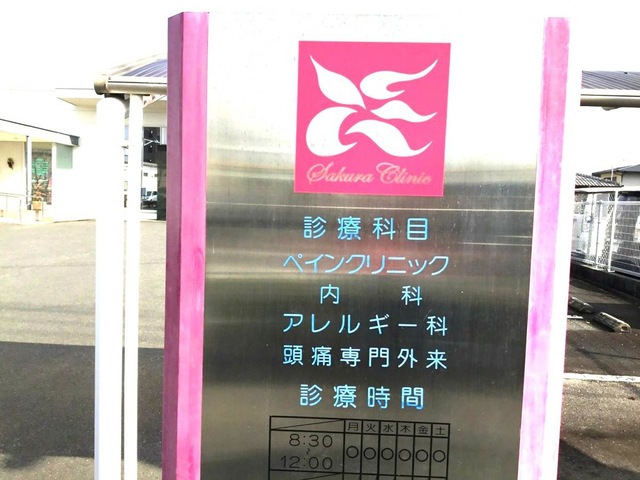 Sakura Clinic
診療科目
ペインクリニック
内科
アレルギー科
頭痛専門外来
診療時間
月火水木金土
8:30 ○○○○○○
12:00